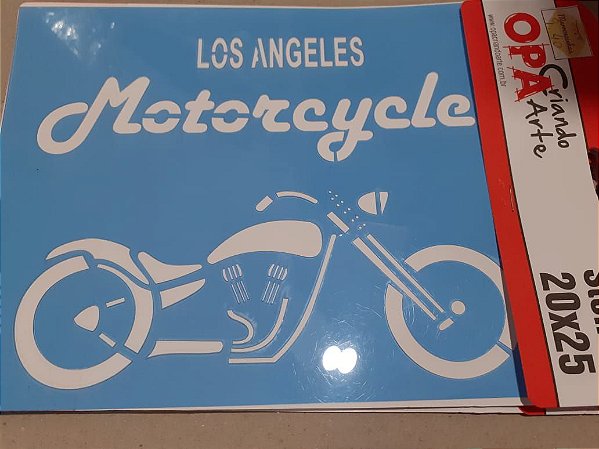 LOS ANGELES
Motorcycle
OPA
Criando
Arte
20X25